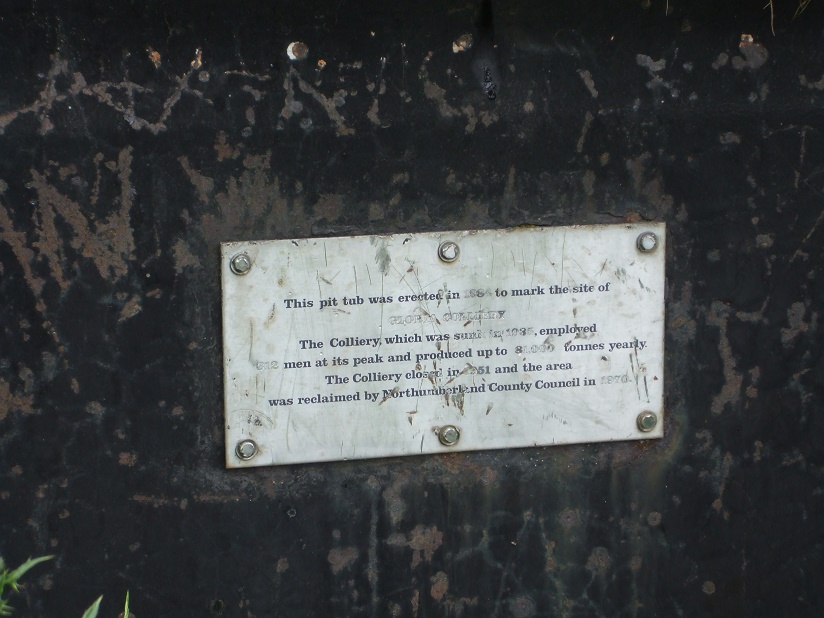 This pit tub was erected in to mark the site of
COLLIERY
The Colliery, which was sunk in employed
men at its peak and produced up to tonnes yearly.
The Colliery closed in and the area
was reclaimed by Northumberland County Council in